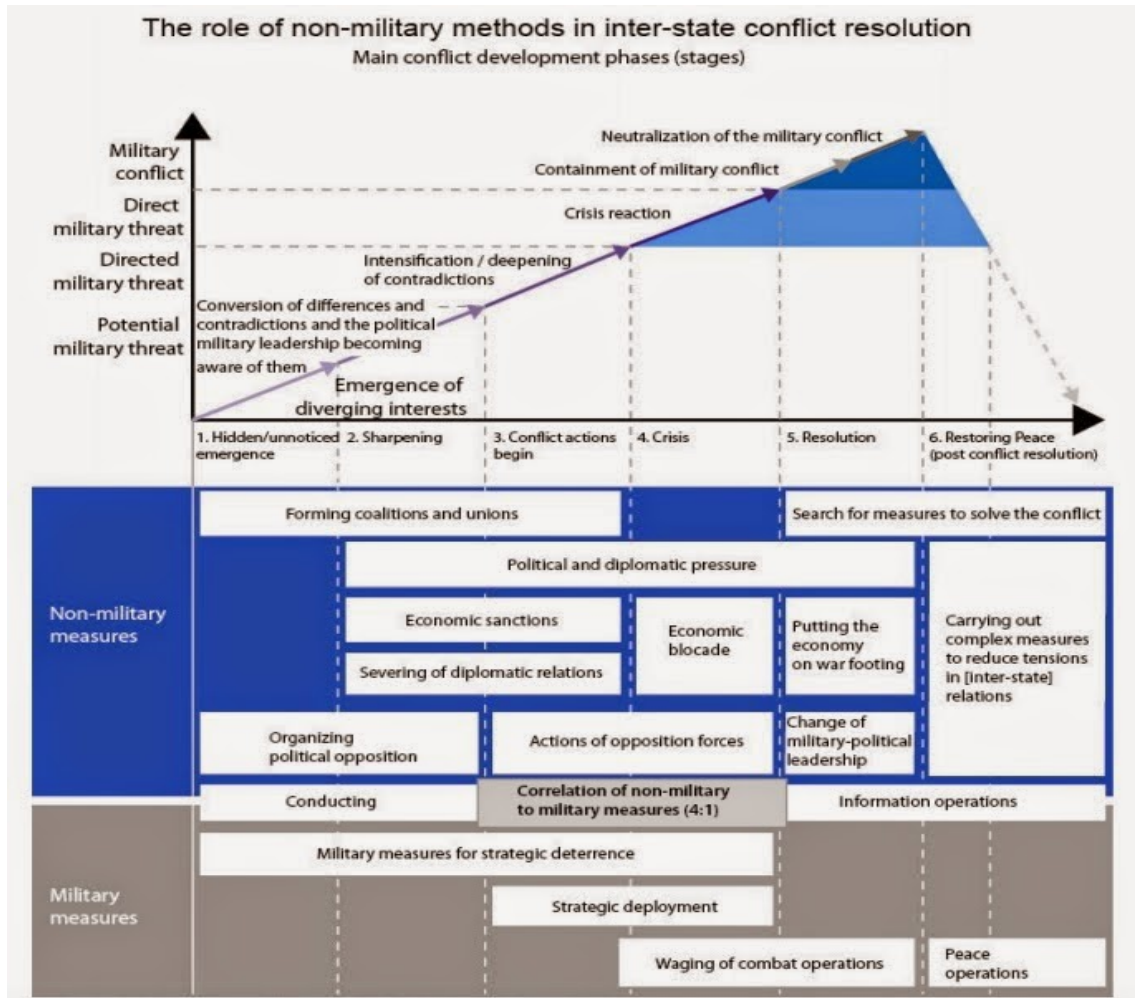 The role of non-military methods in inter-state conflict resolution
Main conflict development phases (stages)
Neutralization of the military conflict
Military
conflict
Containment of military conflict
Direct
military threat
Crisis reaction
Directed
military threat
Intensification / deepening
of contradictions
Potential
military threat
Conversion of differences and
contradictions and the political
military leadership becoming
aware of them
Emergence of
diverging interests
1. Hidden/unnoticed
emergence
2. Sharpening
3. Conflict actions
begin
4. Crisis
5. Resolution
6. Restoring Peace
(post conflict resolution)
Non-military
measures
Forming coalitions and unions
Search for measures to solve the conflict
Political and diplomatic pressure
Economic sanctions
Severing of diplomatic relations
Economic
blocade
Putting the
economy
on war footing
Carrying out
complex measures
to reduce tensions
in [inter-state]
relations
Organizing
political opposition
Actions of opposition forces
Change of
military-political
leadership
Conducting
Correlation of non-military
to military measures (4:1)
Information operations
Military
measures
Military measures for strategic deterrence
Strategic deployment
Waging of combat operations
Peace
operations